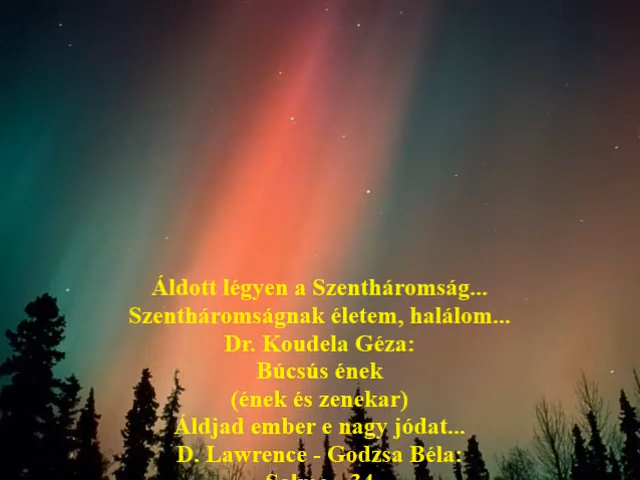 Áldott légyen a Szentháromság...
Szentháromságnak életem, halálom...
Dr. Koudela Géza:
Búcsús ének
(ének és zenekar)
Áldjad ember e nagy jódat...
D. Lawrence - Godzsa Béla: